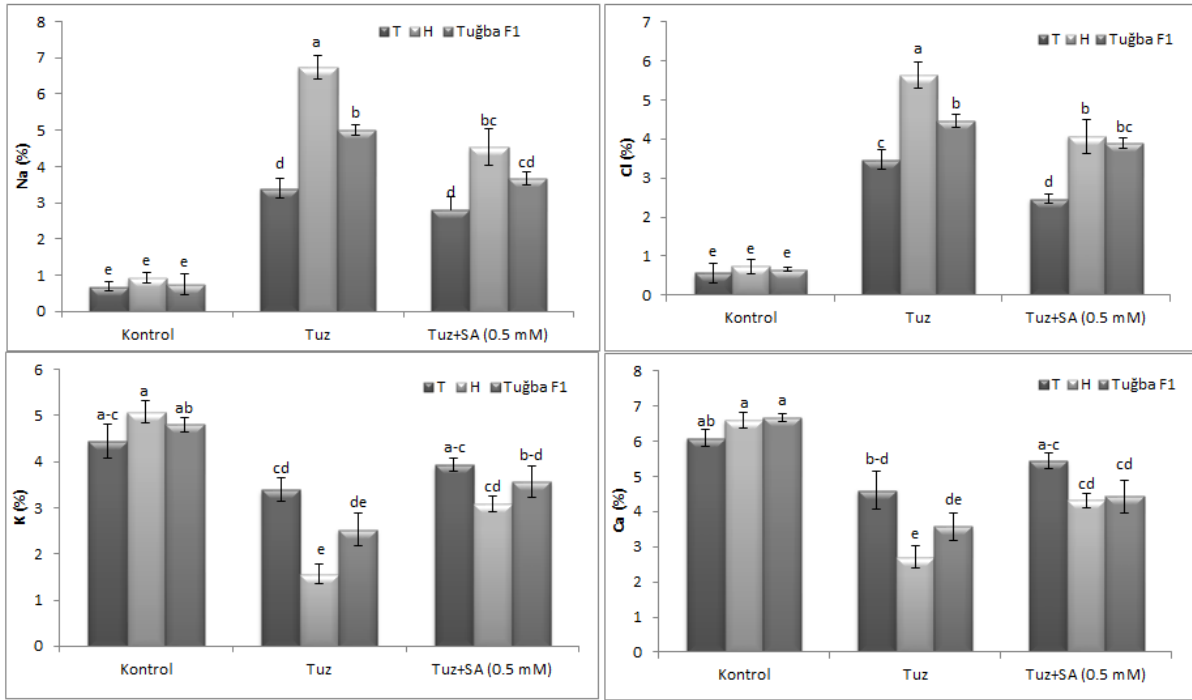 8
7
6
5
4
3
2
1
0
Na (%)
T H Tuğba F1
e e e
d a b
d bc cd
Kontrol Tuz Tuz+SA (0.5 mM)
7
6
5
4
3
2
1
0
Cl (%)
T H Tuğba F1
e e e
c a b
d b bc
Kontrol Tuz Tuz+SA (0.5 mM)
6
5
4
3
2
1
0
K (%)
T H Tuğba F1
a-c a ab
cd e de
a-c cd b-d
Kontrol Tuz Tuz+SA (0.5 mM)
8
7
6
5
4
3
2
1
0
Ca (%)
T H Tuğba F1
ab a a
b-d e de
a-c cd cd
Kontrol Tuz Tuz+SA (0.5 mM)